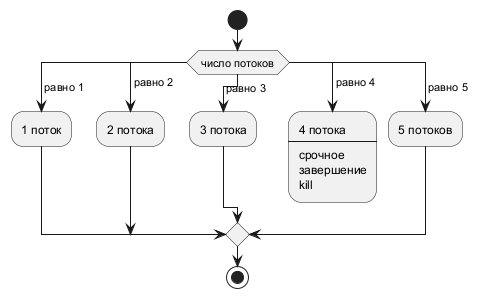 число потоков
равно 1
равно 2
равно 3
равно 4
равно 5
1 поток
2 потока
3 потока
4 потока
5 потоков
срочное
завершение
kill